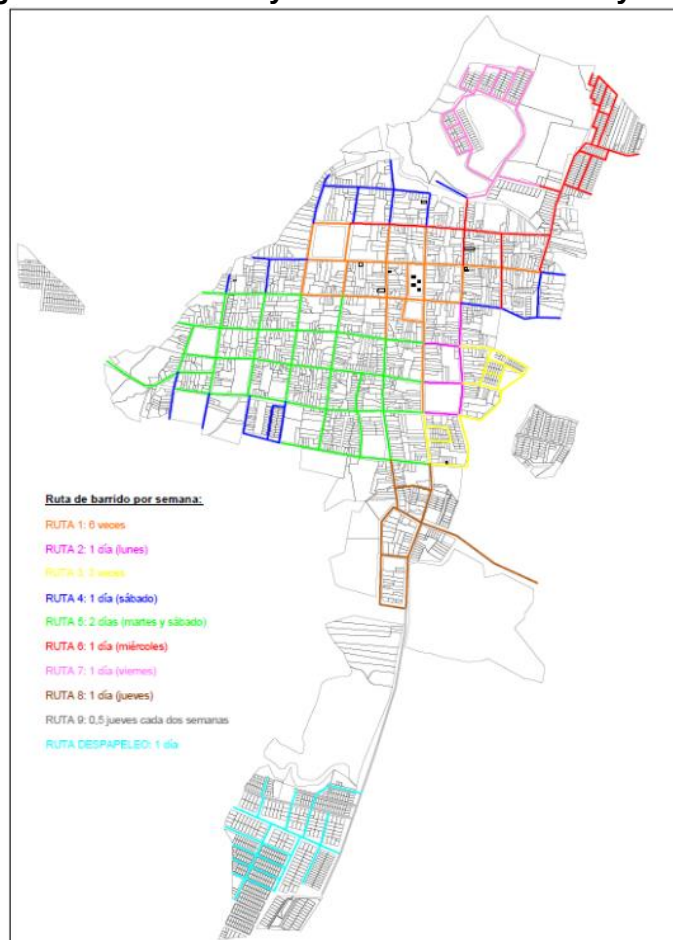 Ruta de barrido por semana:
RUTA 1: 6 veces
RUTA 2: 1 día (lunes)
RUTA 3: veces
RUTA 4: 1 día (sábado)
RUTA 5: 2 días (martes y sábado)
RUTA 6: 1 día (miércoles)
RUTA 7: 1 día (viernes)
RUTA 8: 1 día (jueves)
RUTA 9: 0,5 jueves cada dos semanas
RUTA DESPAPELEO: 1 día